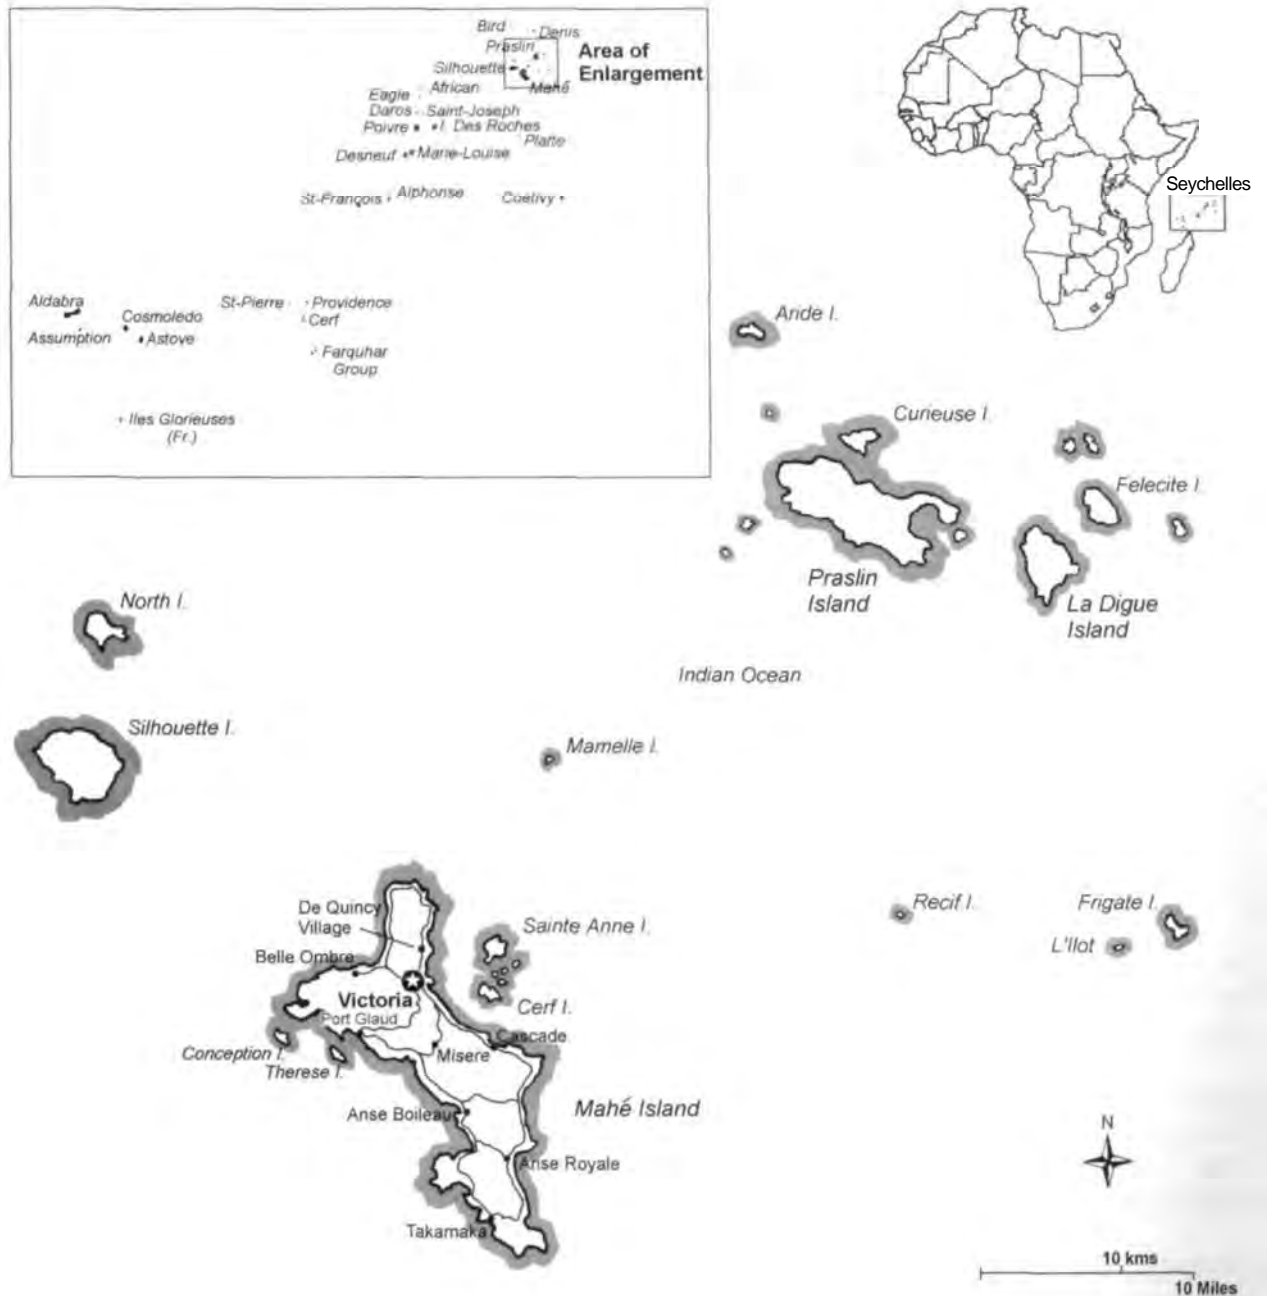 Bird
Denis
Praslin
Area of
Enlargement
Silhouette
Mahé
African
Eagle
Daros
Saint-Joseph
Poivre
I. Des Roches
Platte
Desneuf
Marie-Louise
St-François
Alphonse
Coetivy
Aldabra
Cosmoledo
St-Pierre
Providence
Cerf
Assumption
Astove
Farquhar
Group
Iles Glorieuses
(Fr.)
Seychelles
Aride I.
Curieuse I.
Felecite I.
Praslin
Island
La Digue
Island
North I.
Indian Ocean
Silhouette I.
Mamelle I.
De Quincy
Village
Sainte Anne I.
Recif I.
Frigate I.
L'Ilot
Belle Ombre
Victoria
Port Glaud
Cerf I.
Cascade
Misere
Conception I.
Therese I.
Anse Boileau
Mahé Island
Anse Royale
Takamaka
N
10 kms
10 Miles